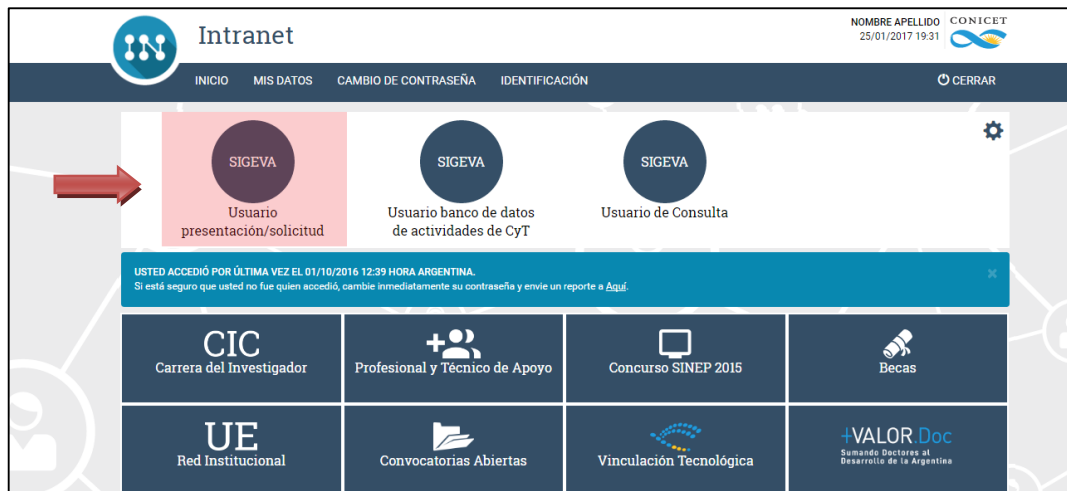 IN
Intranet
NOMBRE APELLIDO
25/01/2017 19:31
CONICET
INICIO MIS DATOS CAMBIO DE CONTRASEÑA IDENTIFICACIÓN CERRAR
SIGEVA
Usuario
presentación/solicitud
SIGEVA
Usuario banco de datos
de actividades de CyT
SIGEVA
Usuario de Consulta
USTED ACCEDIÓ POR ÚLTIMA VEZ EL 01/10/2016 12:39 HORA ARGENTINA.
Si está seguro que usted no fue quien accedió, cambie inmediatamente su contraseña y envie un reporte a Aquí.
CIC
Carrera del Investigador
Profesional y Técnico de Apoyo
Concurso SINEP 2015
Becas
UE
Red Institucional
Convocatorias Abiertas
Vinculación Tecnológica
+VALOR.Doc
Sumando Doctores al
Desarrollo de la Argentina